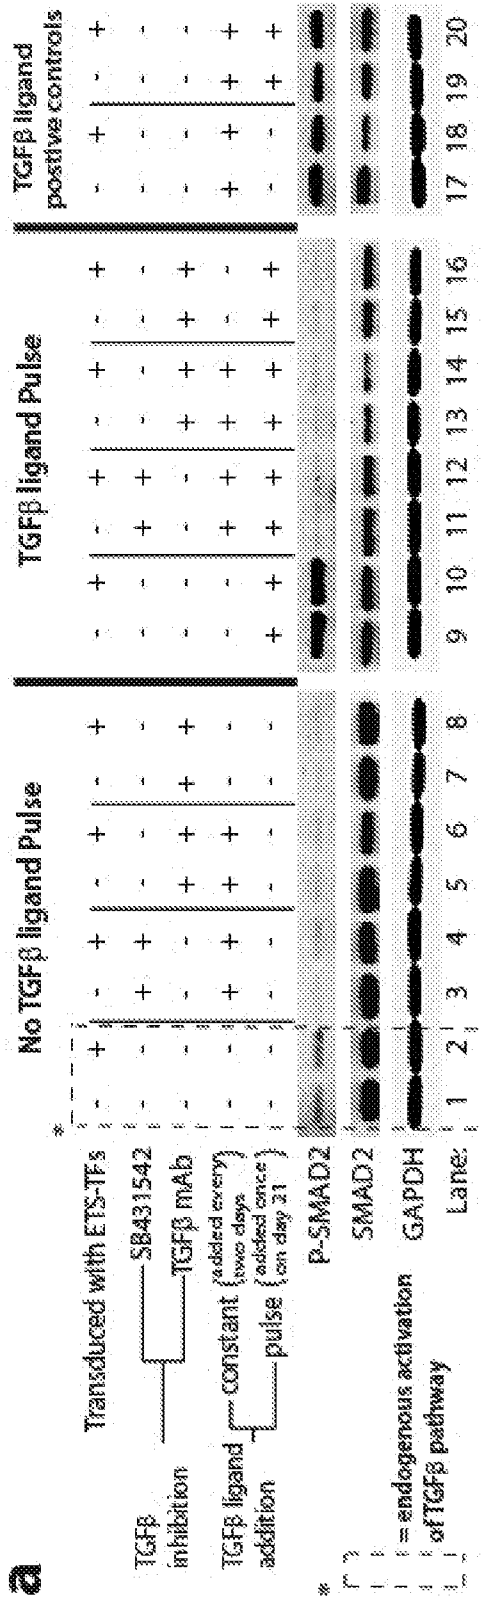 a
No TGFβ ligand Pulse TGFβ ligand Pulse TGFβ ligand
postive controls
*
Transduced with ETS-TFs - + - + - + - + - + - + - + - + - + - +
TGFβ
inhibition
SB431542 - - + + - - - - - - + + - - - - - - - -
TGFβ mAb - - - - + + + + - - - - + + + + - - - -
TGFβ ligand
addition
constant {added every
two days} - - + + + + - - - - + + + + - - + + + +
pulse {added once
on day 21} - - - - - - - - + + + + + + + + - - + +
P-SMAD2
SMAD2
GAPDH
Lane: 1 2 3 4 5 6 7 8 9 10 11 12 13 14 15 16 17 18 19 20
* = endogenous activation
of TGFβ pathway